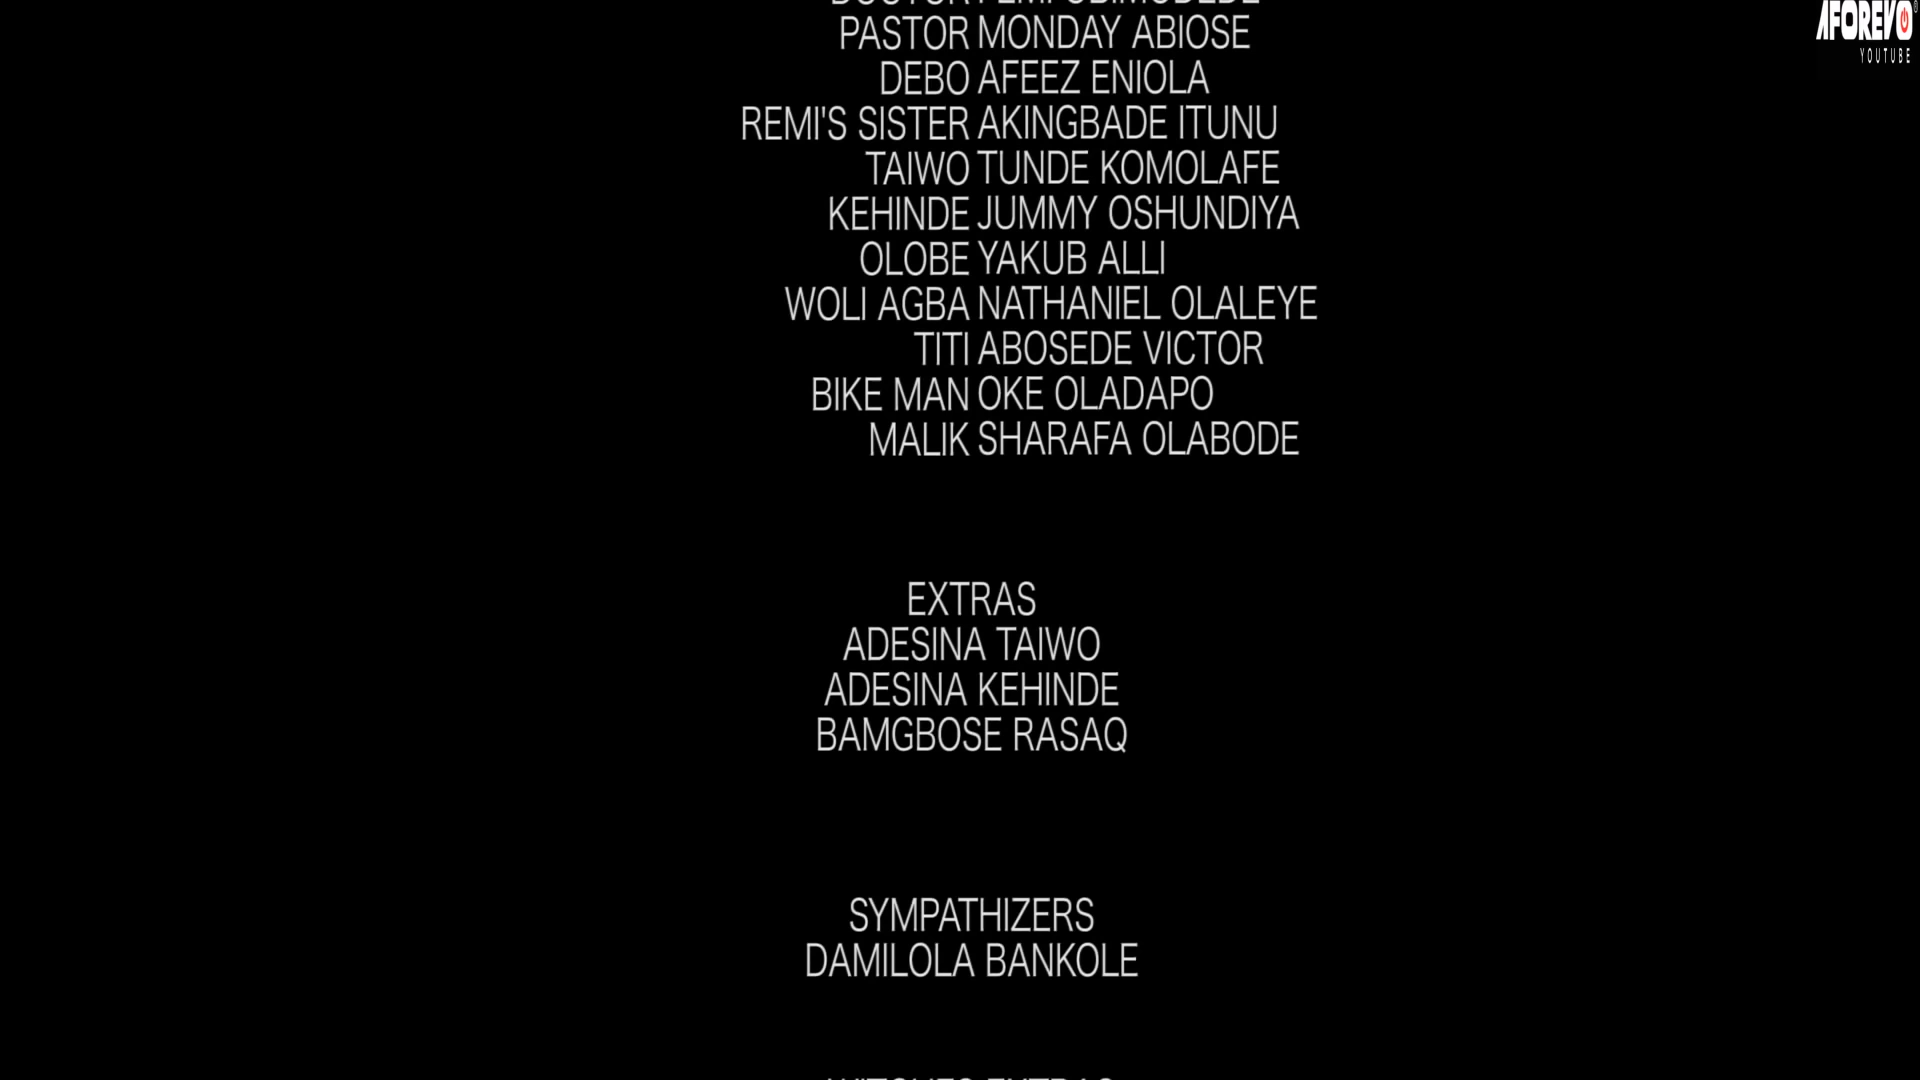 PASTOR MONDAY ABIOSE
DEBO AFEEZ ENIOLA
REMI'S SISTER AKINGBADE ITUNU
TAIWO TUNDE KOMOLAFE
KEHINDE JUMMY OSHUNDIYA
OLOBE YAKUB ALLI
WOLI AGBA NATHANIEL OLALEYE
TITI ABOSEDE VICTOR
BIKE MAN OKE OLADAPO
MALIK SHARAFA OLABODE
EXTRAS
ADESINA TAIWO
ADESINA KEHINDE
BAMGBOSE RASAQ
SYMPATHIZERS
DAMILOLA BANKOLE
AFOREVO
YOUTUBE